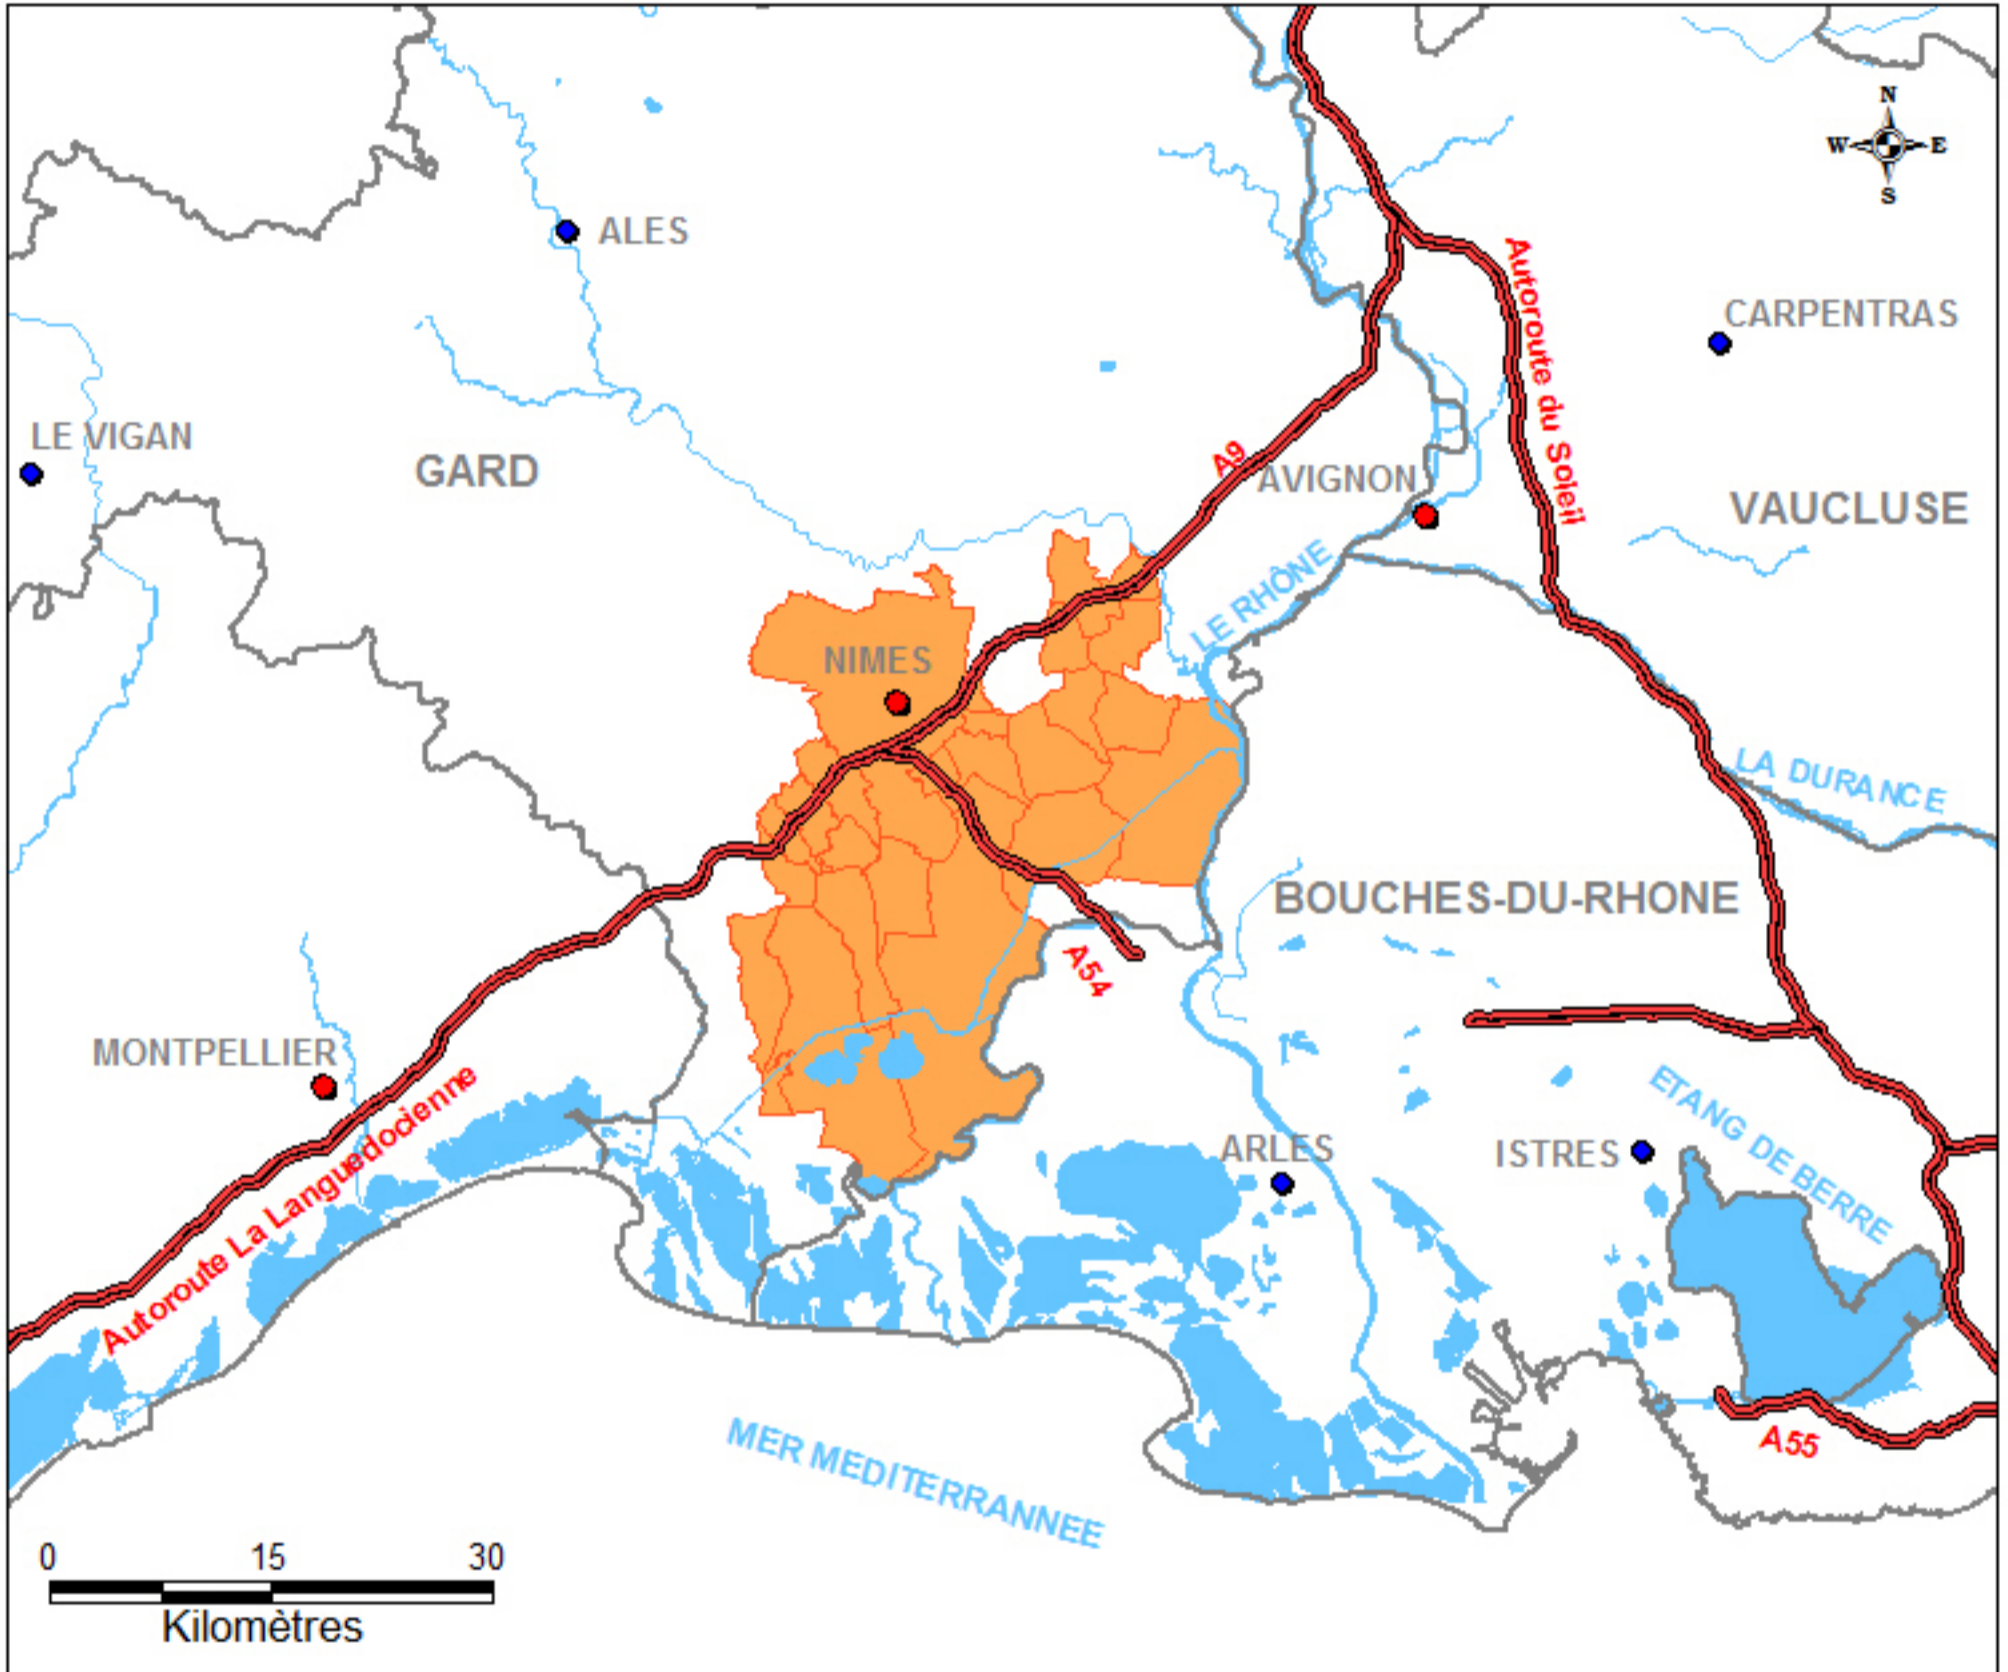 N
W
E
S
ALES
Autoroute du Soleil
CARPENTRAS
LE VIGAN
GARD
A9
AVIGNON
VAUCLUSE
LE RHÔNE
NIMES
LA DURANCE
BOUCHES-DU-RHONE
A54
MONTPELLIER
Autoroute La Languedocienne
ETANG DE BERRE
ARLES
ISTRES
MER MEDITERRANNEE
A55
0 15 30
Kilomètres